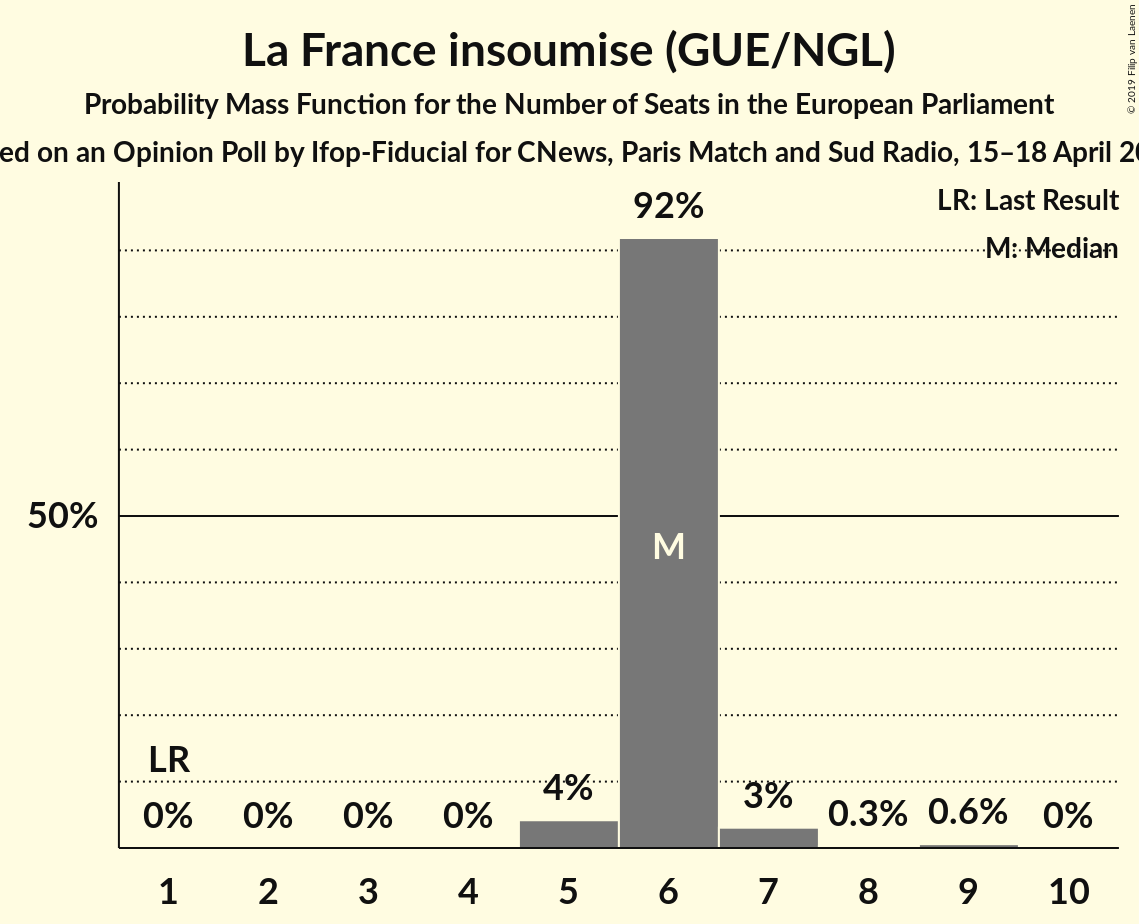 La France insoumise (GUE/NGL)
Probability Mass Function for the Number of Seats in the European Parliament
ed on an Opinion Poll by Ifop-Fiducial for CNews, Paris Match and Sud Radio, 15–18 April 20
© 2019 Filip van Laenen
LR: Last Result
M: Median
92%
50%
M
LR
0% 0% 0% 0% 4% 3% 0.3% 0.6% 0%
1 2 3 4 5 6 7 8 9 10